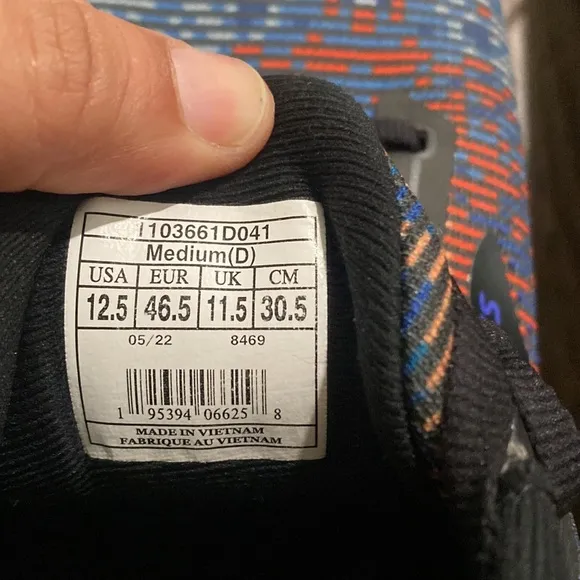 1103661D041
Medium(D)
USA EUR UK CM
12.5 46.5 11.5 30.5
05/22 8469
1 95394 06625 8
MADE IN VIETNAM
FABRIQUE AU VIETNAM
S